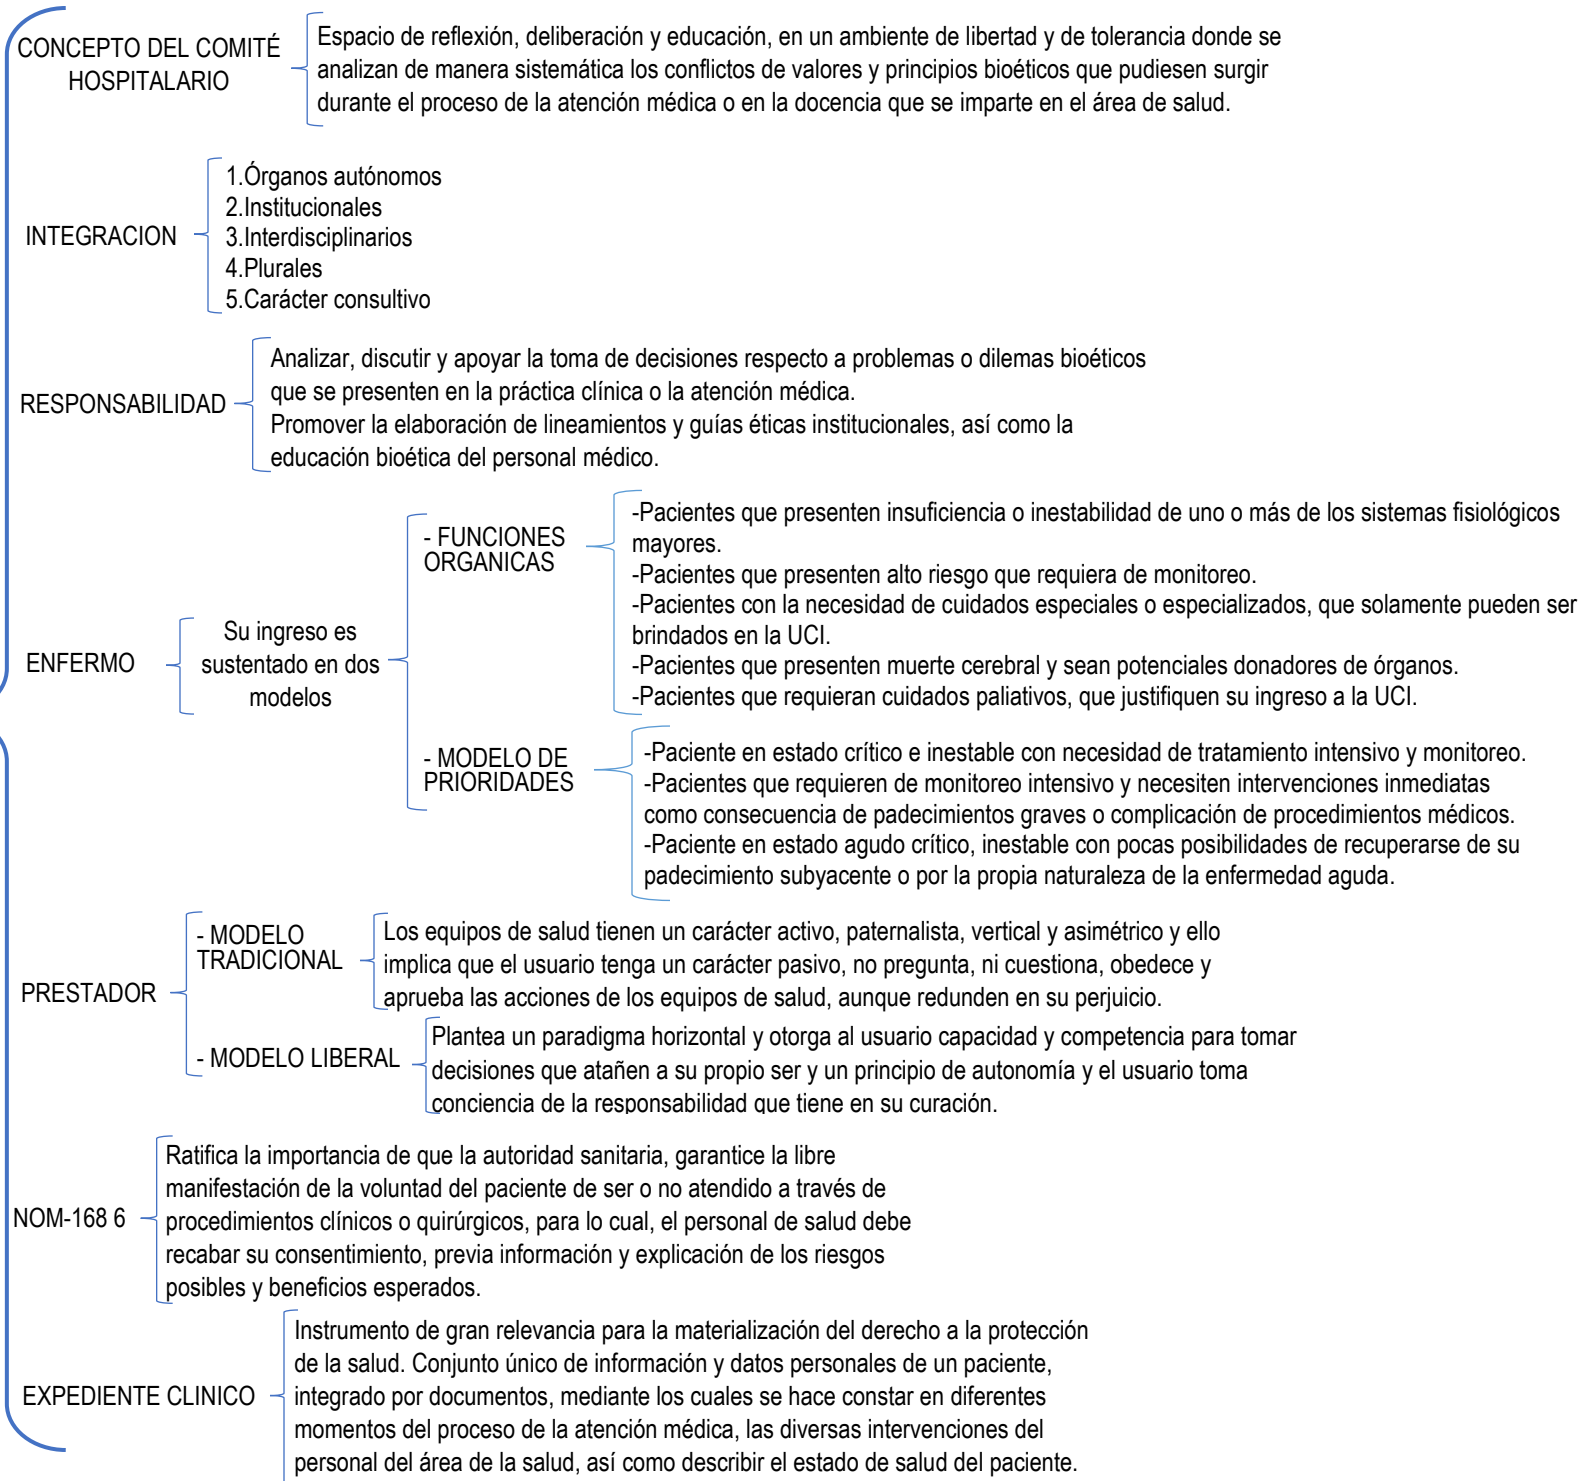 CONCEPTO DEL COMITÉ
HOSPITALARIO
Espacio de reflexión, deliberación y educación, en un ambiente de libertad y de tolerancia donde se
analizan de manera sistemática los conflictos de valores y principios bioéticos que pudiesen surgir
durante el proceso de la atención médica o en la docencia que se imparte en el área de salud.
INTEGRACION
1.Órganos autónomos
2.Institucionales
3.Interdisciplinarios
4.Plurales
5.Carácter consultivo
RESPONSABILIDAD
Analizar, discutir y apoyar la toma de decisiones respecto a problemas o dilemas bioéticos
que se presenten en la práctica clínica o la atención médica.
Promover la elaboración de lineamientos y guías éticas institucionales, así como la
educación bioética del personal médico.
ENFERMO
Su ingreso es
sustentado en dos
modelos
- FUNCIONES
ORGANICAS
-Pacientes que presenten insuficiencia o inestabilidad de uno o más de los sistemas fisiológicos
mayores.
-Pacientes que presenten alto riesgo que requiera de monitoreo.
-Pacientes con la necesidad de cuidados especiales o especializados, que solamente pueden ser
brindados en la UCI.
-Pacientes que presenten muerte cerebral y sean potenciales donadores de órganos.
-Pacientes que requieran cuidados paliativos, que justifiquen su ingreso a la UCI.
- MODELO DE
PRIORIDADES
-Paciente en estado crítico e inestable con necesidad de tratamiento intensivo y monitoreo.
-Pacientes que requieren de monitoreo intensivo y necesiten intervenciones inmediatas
como consecuencia de padecimientos graves o complicación de procedimientos médicos.
-Paciente en estado agudo crítico, inestable con pocas posibilidades de recuperarse de su
padecimiento subyacente o por la propia naturaleza de la enfermedad aguda.
PRESTADOR
- MODELO
TRADICIONAL
Los equipos de salud tienen un carácter activo, paternalista, vertical y asimétrico y ello
implica que el usuario tenga un carácter pasivo, no pregunta, ni cuestiona, obedece y
aprueba las acciones de los equipos de salud, aunque redunden en su perjuicio.
- MODELO LIBERAL
Plantea un paradigma horizontal y otorga al usuario capacidad y competencia para tomar
decisiones que atañen a su propio ser y un principio de autonomía y el usuario toma
conciencia de la responsabilidad que tiene en su curación.
NOM-168 6
Ratifica la importancia de que la autoridad sanitaria, garantice la libre
manifestación de la voluntad del paciente de ser o no atendido a través de
procedimientos clínicos o quirúrgicos, para lo cual, el personal de salud debe
recabar su consentimiento, previa información y explicación de los riesgos
posibles y beneficios esperados.
EXPEDIENTE CLINICO
Instrumento de gran relevancia para la materialización del derecho a la protección
de la salud. Conjunto único de información y datos personales de un paciente,
integrado por documentos, mediante los cuales se hace constar en diferentes
momentos del proceso de la atención médica, las diversas intervenciones del
personal del área de la salud, así como describir el estado de salud del paciente.